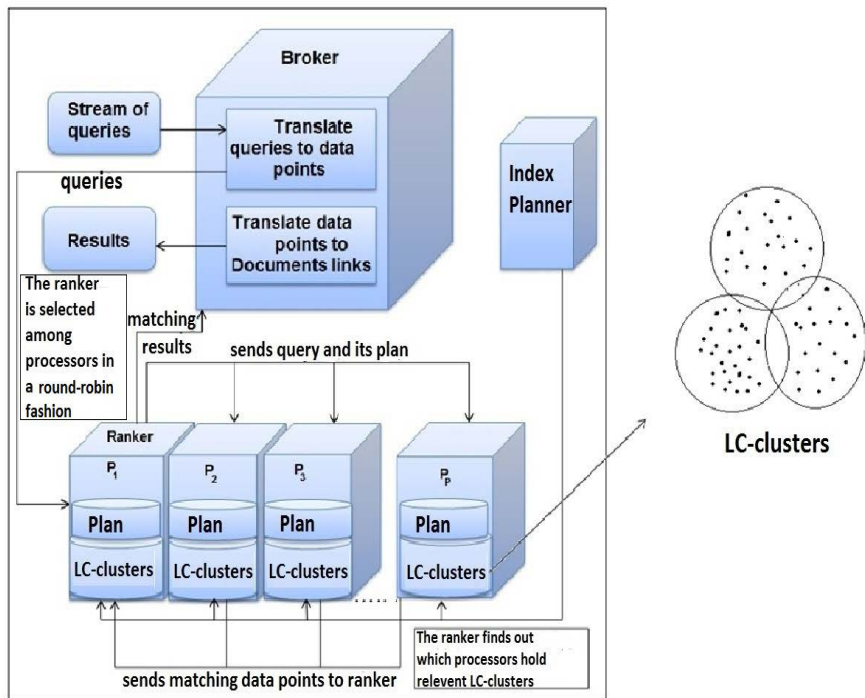 Broker
Stream of
queries
Translate
queries to data
points
queries
Index
Planner
Results
Translate data
points to
Documents links
The ranker
is selected
among
processors in
a round-robin
fashion
matching
results
sends query and its plan
Ranker
P1
P2
P3
Pp
Plan
Plan
Plan
Plan
LC-clusters
LC-clusters
LC-clusters
LC-clusters
LC-clusters
sends matching data points to ranker
The ranker finds out
which processors hold
relevent LC-clusters